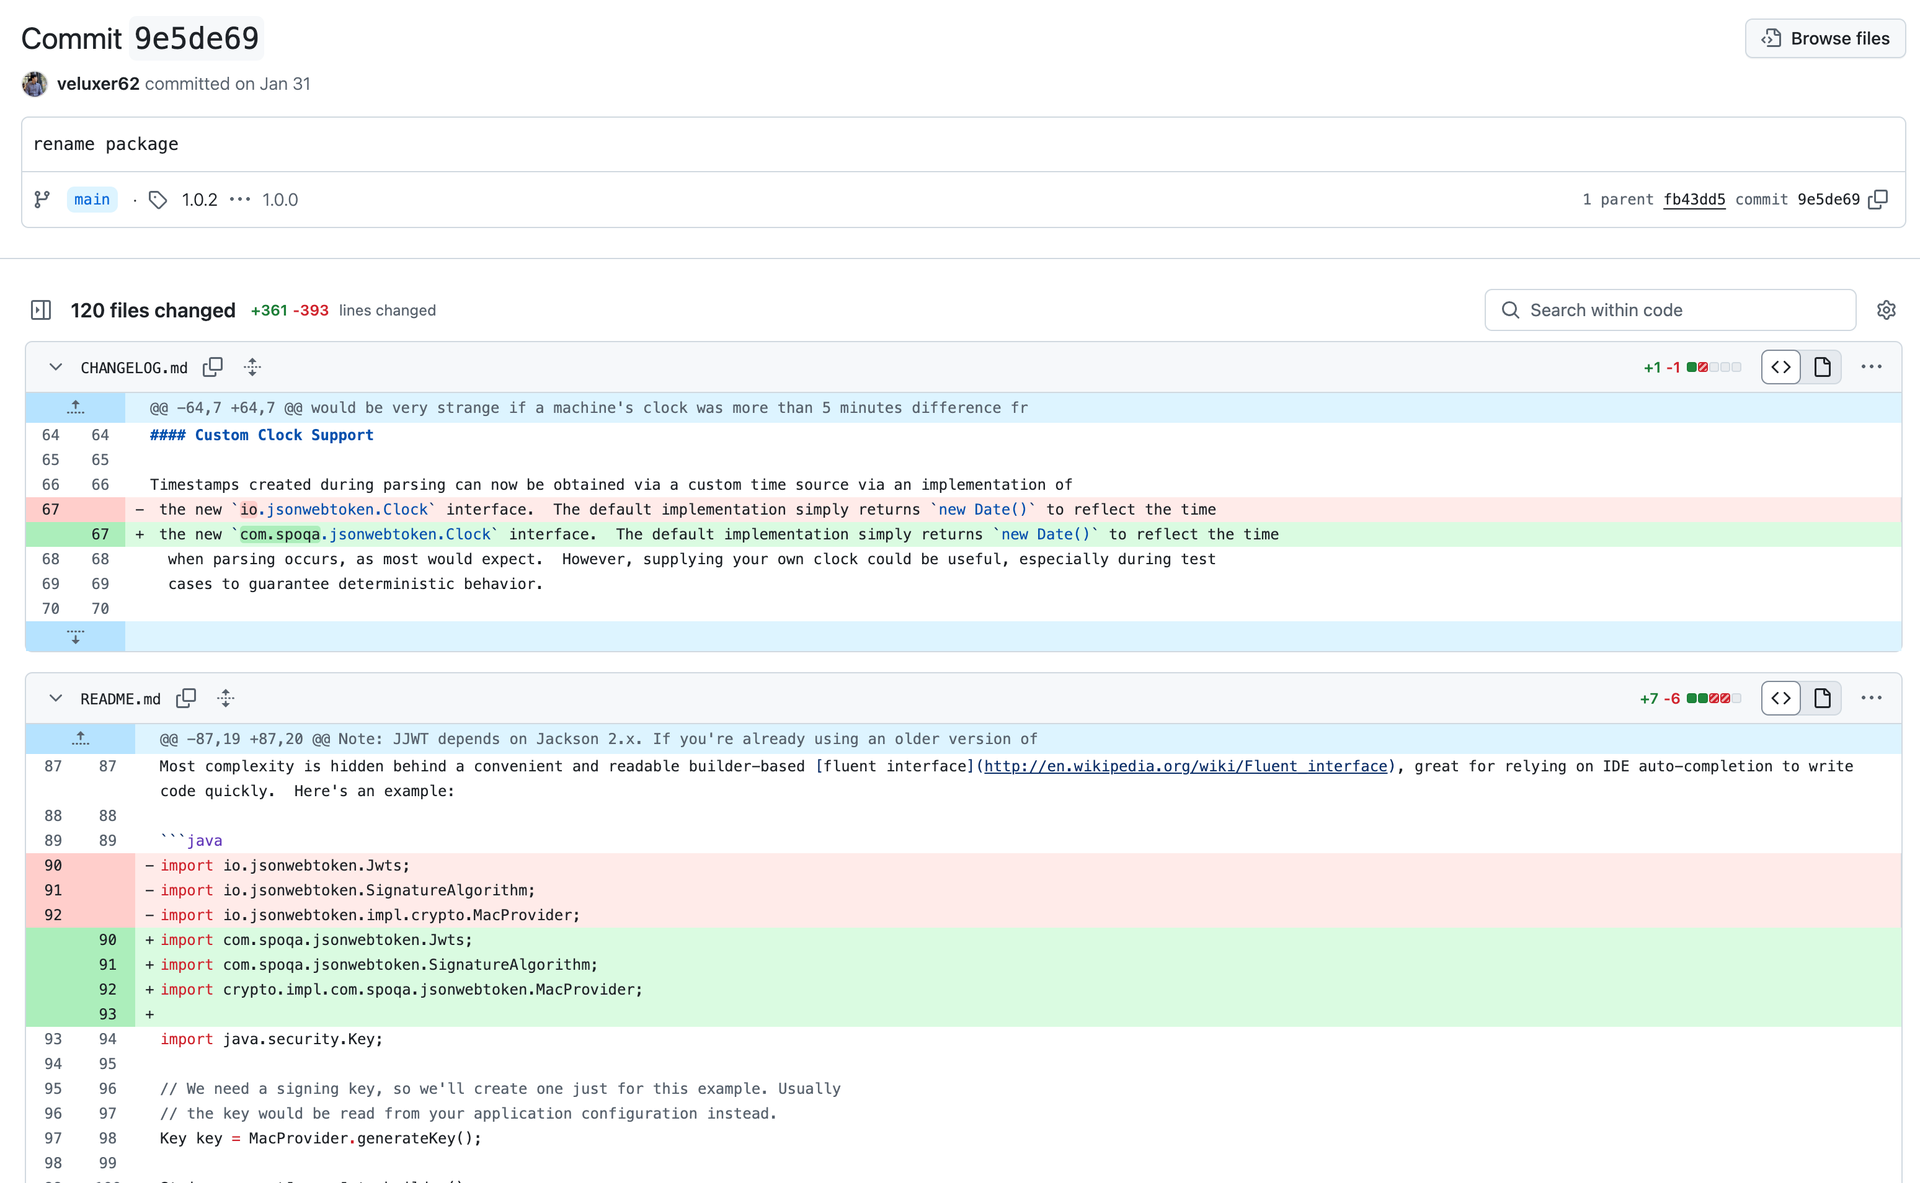 Commit 9e5de69
Browse files
veluxer62 committed on Jan 31
rename package
main · 1.0.2 ··· 1.0.0
1 parent fb43dd5 commit 9e5de69
120 files changed +361 -393 lines changed
Search within code
CHANGELOG.md
+1 -1
@@ -64,7 +64,7 @@ would be very strange if a machine's clock was more than 5 minutes difference fr
64 64 #### Custom Clock Support
65 65
66 66 Timestamps created during parsing can now be obtained via a custom time source via an implementation of
67 - the new `io.jsonwebtoken.Clock` interface.  The default implementation simply returns `new Date()` to reflect the time
67 + the new `com.spoqa.jsonwebtoken.Clock` interface.  The default implementation simply returns `new Date()` to reflect the time
68 68 when parsing occurs, as most would expect.  However, supplying your own clock could be useful, especially during test
69 69 cases to guarantee deterministic behavior.
70 70
README.md
+7 -6
@@ -87,19 +87,20 @@ Note: JJWT depends on Jackson 2.x. If you're already using an older version of
87 87 Most complexity is hidden behind a convenient and readable builder-based [fluent interface](http://en.wikipedia.org/wiki/Fluent_interface), great for relying on IDE auto-completion to write
code quickly.  Here's an example:
88 88
89 89 ```java
90 - import io.jsonwebtoken.Jwts;
91 - import io.jsonwebtoken.SignatureAlgorithm;
92 - import io.jsonwebtoken.impl.crypto.MacProvider;
90 + import com.spoqa.jsonwebtoken.Jwts;
91 + import com.spoqa.jsonwebtoken.SignatureAlgorithm;
92 + import crypto.impl.com.spoqa.jsonwebtoken.MacProvider;
93 +
93 94 import java.security.Key;
94 95
95 96 // We need a signing key, so we'll create one just for this example. Usually
96 97 // the key would be read from your application configuration instead.
97 98 Key key = MacProvider.generateKey();
98 99